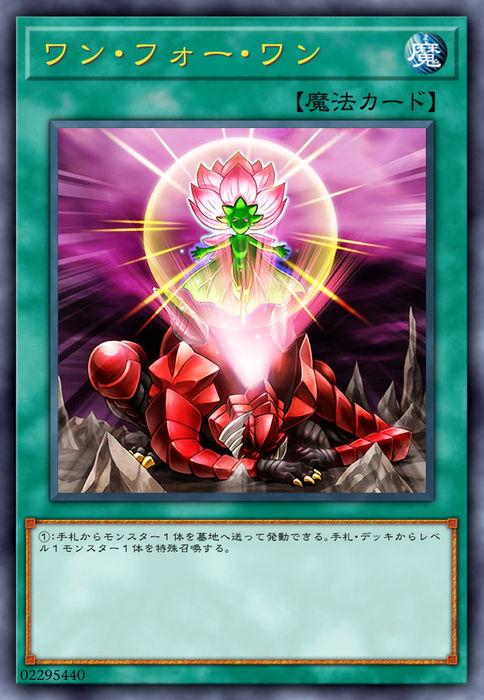 ワン・フォー・ワン
魔
【魔法カード】
①:手札からモンスター1体を墓地へ送って発動できる。手札・デッキからレベ
ル1モンスター1体を特殊召喚する。
02295440